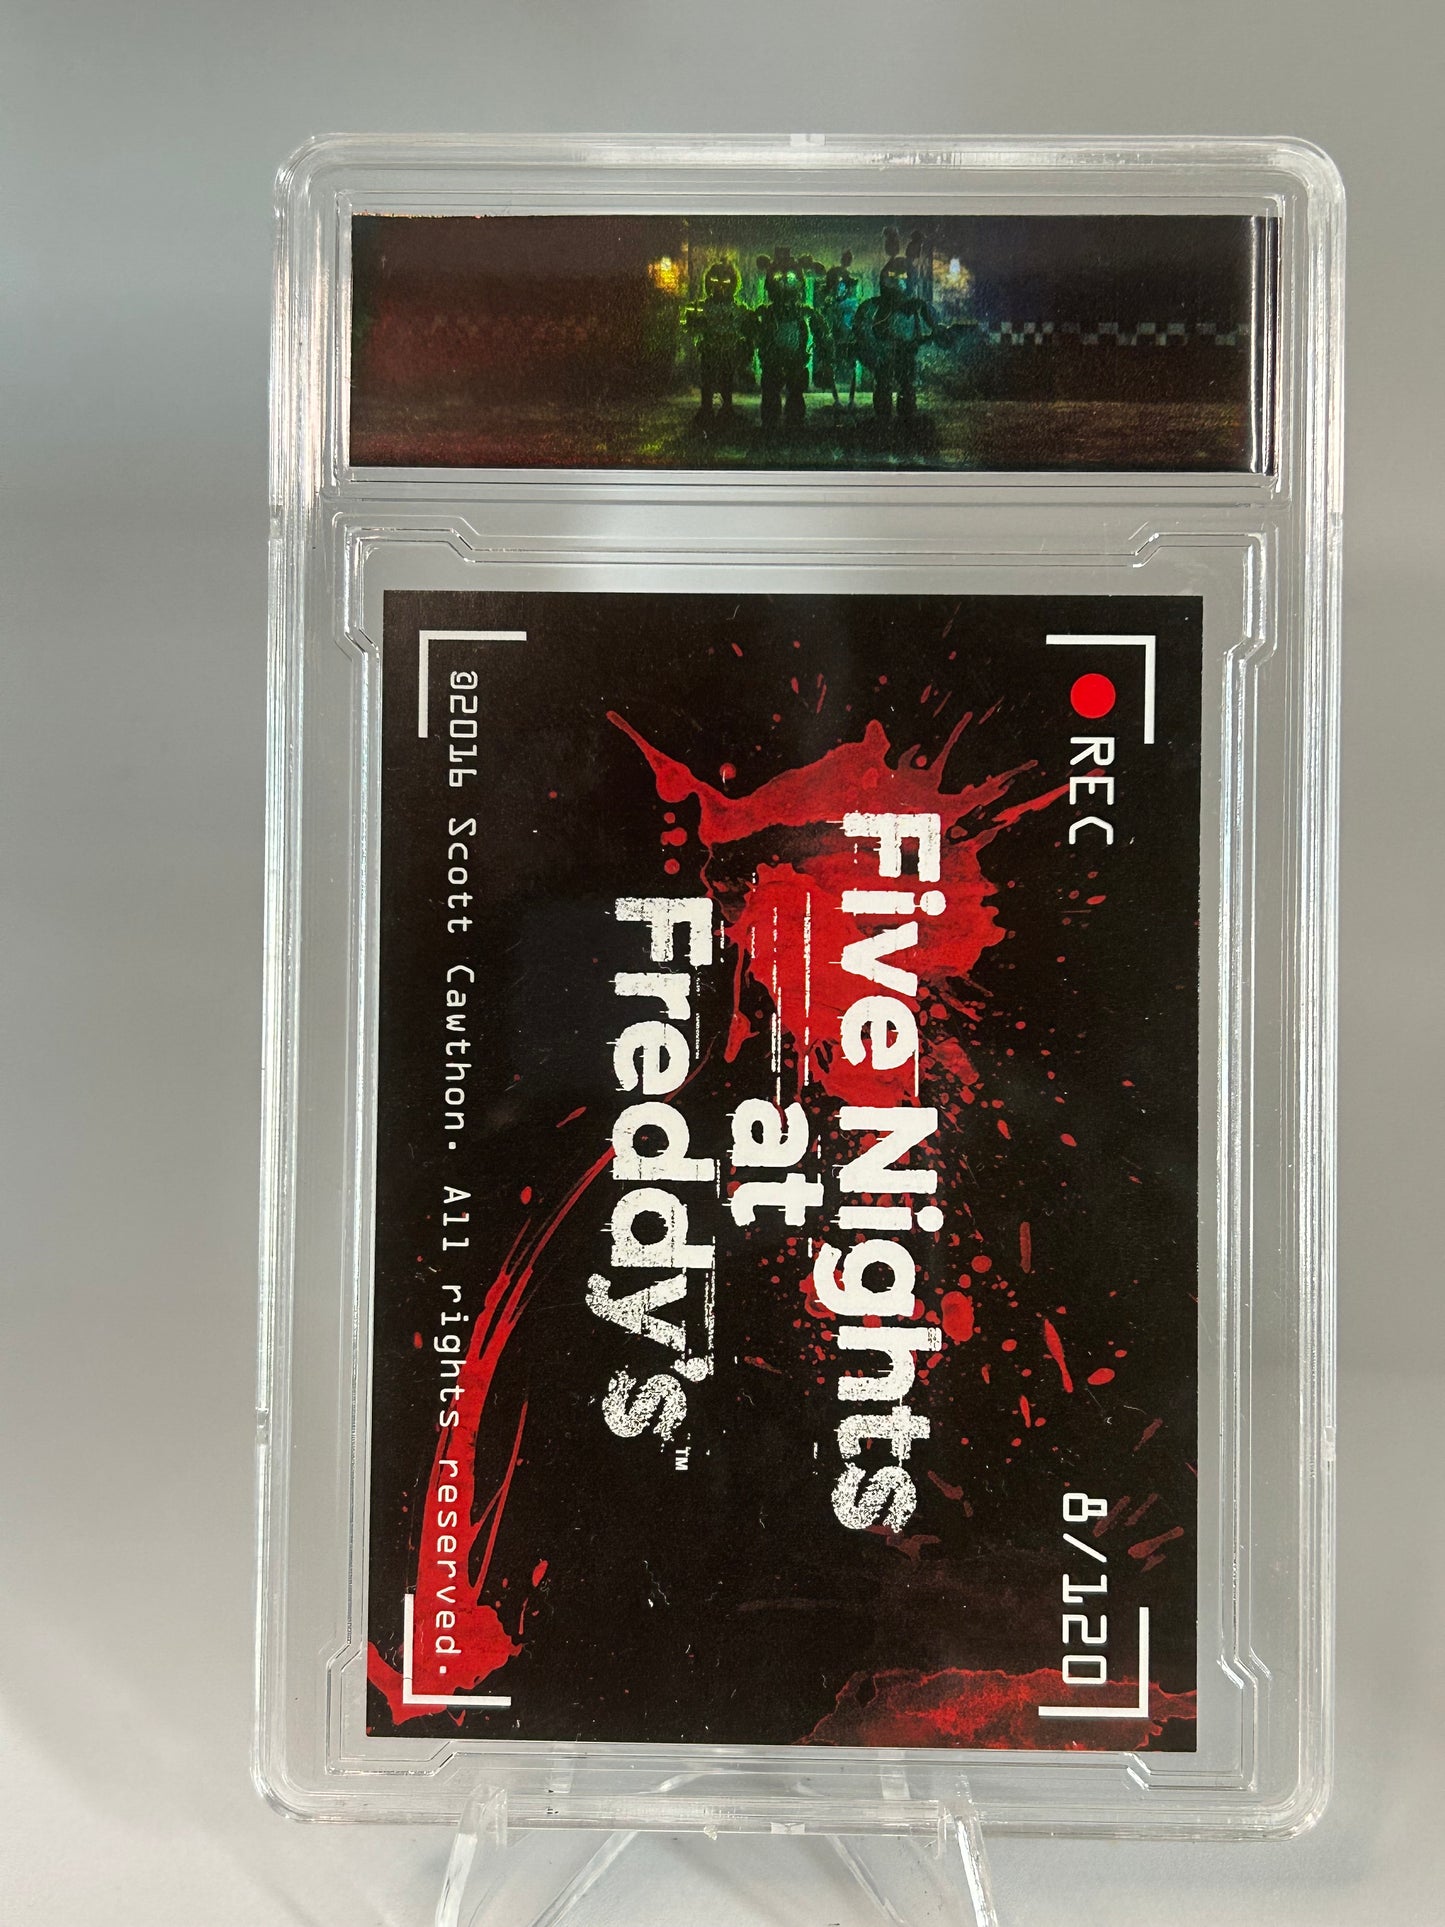 REC
8/120
Five Nights
at
Freddy's™
©2016 Scott Cawthon. All rights reserved.